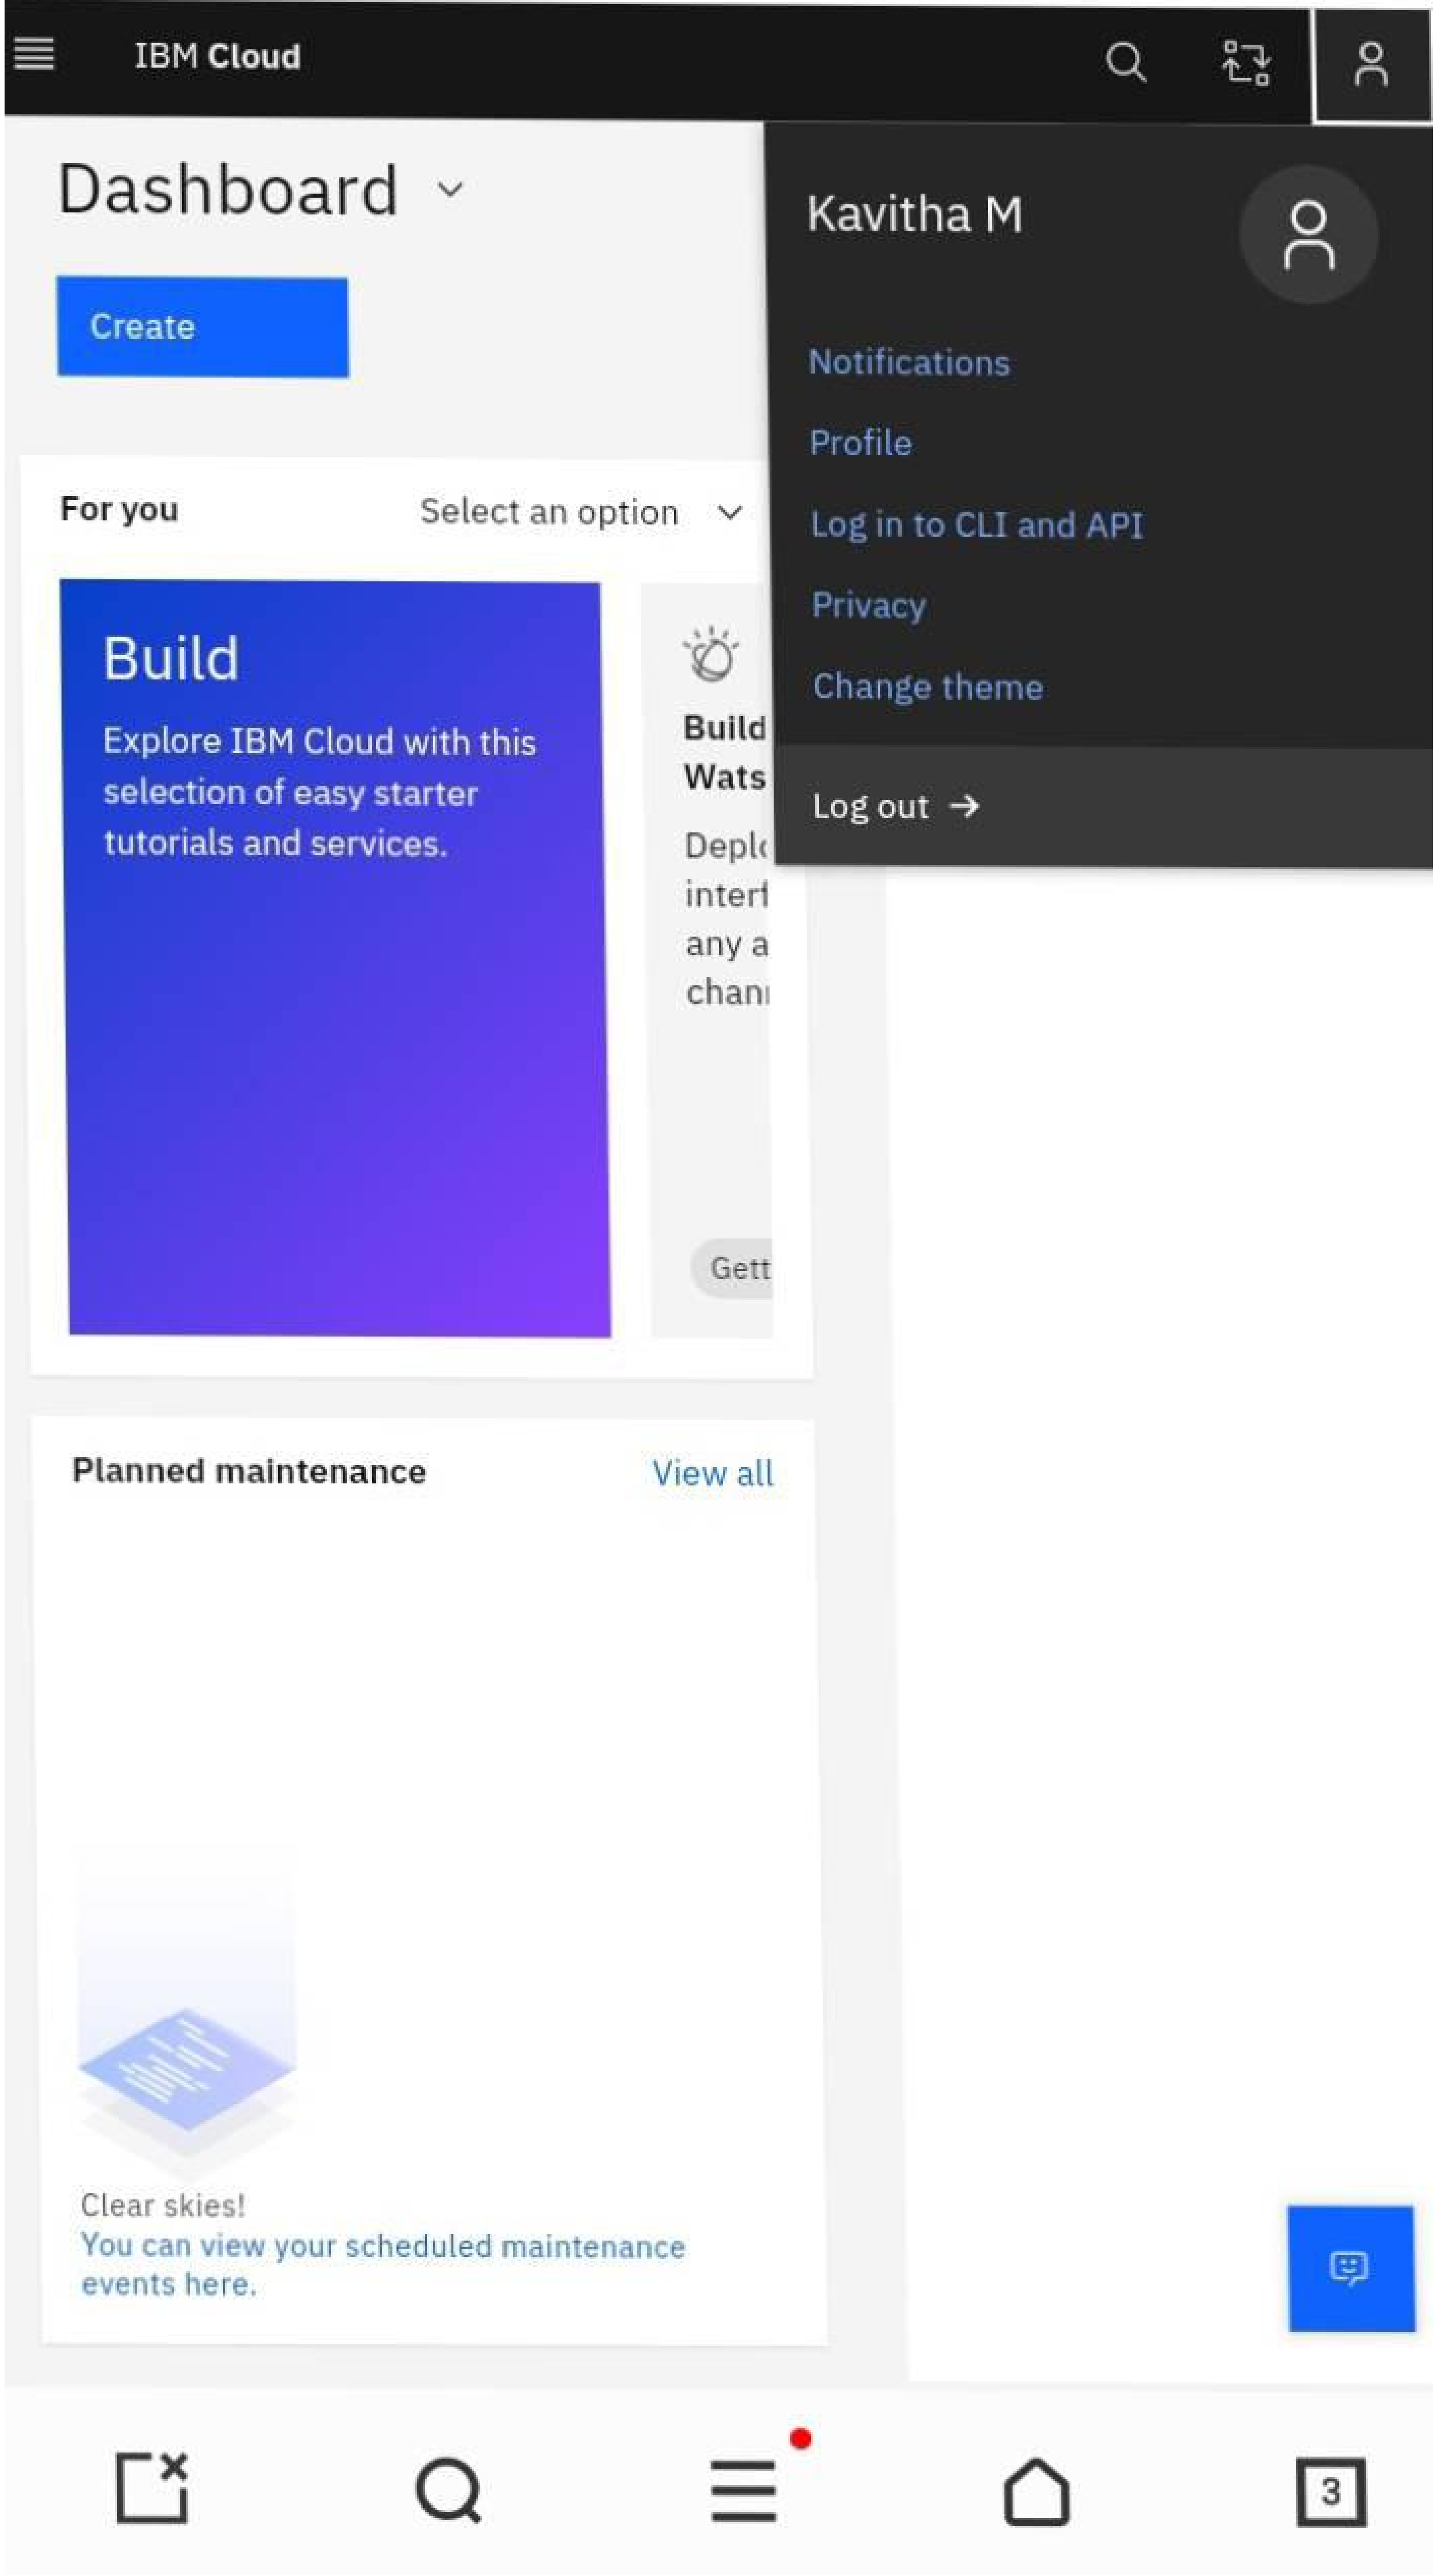 IBM Cloud
Dashboard
Create
Kavitha M
Notifications
Profile
Log in to CLI and API
Privacy
Change theme
Log out
For you
Select an option
Build
Explore IBM Cloud with this
selection of easy starter
tutorials and services.
Build
Wats
Depl
inter
any a
chan
Gett
Planned maintenance
View all
Clear skies!
You can view your scheduled maintenance
events here.
3